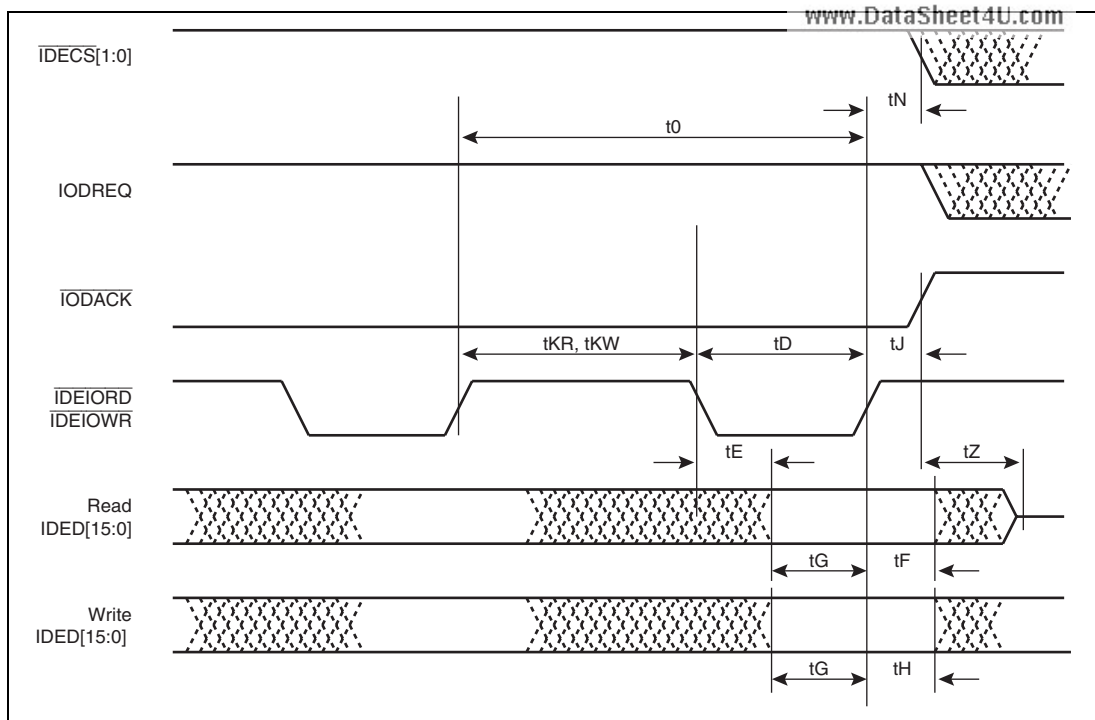 www.DataSheet4U.com
IDECS[1:0]
tN
t0
IODREQ
IODACK
tKR, tKW
tD
tJ
IDEIORD
IDEIOWR
tE
tZ
Read
IDED[15:0]
tG
tF
Write
IDED[15:0]
tG
tH